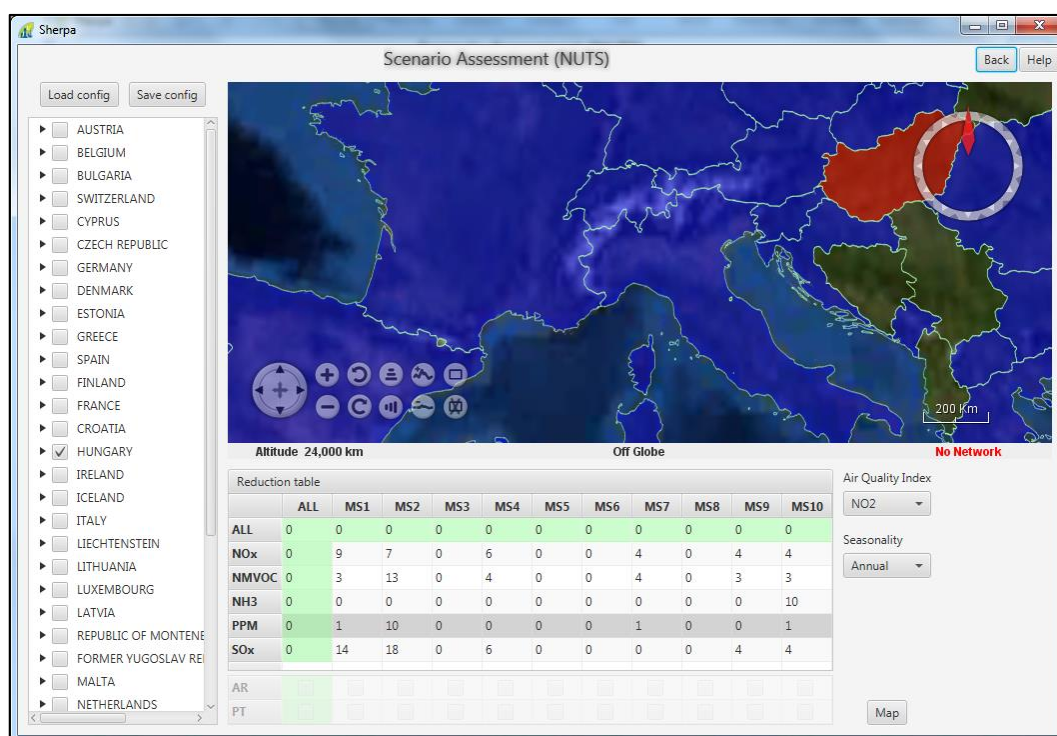 Sherpa
Scenario Assessment (NUTS)
Back Help
Load config Save config
AUSTRIA
BELGIUM
BULGARIA
SWITZERLAND
CYPRUS
CZECH REPUBLIC
GERMANY
DENMARK
ESTONIA
GREECE
SPAIN
FINLAND
FRANCE
CROATIA
HUNGARY
IRELAND
ICELAND
ITALY
LIECHTENSTEIN
LITHUANIA
LUXEMBOURG
LATVIA
REPUBLIC OF MONTENE
FORMER YUGOSLAV RE
MALTA
NETHERLANDS
200 Km
Altitude 24,000 km Off Globe No Network
Reduction table
ALL MS1 MS2 MS3 MS4 MS5 MS6 MS7 MS8 MS9 MS10
ALL 0 0 0 0 0 0 0 0 0 0 0
NOx 0 9 7 0 6 0 0 4 0 4 4
NMVOC 0 3 13 0 4 0 0 4 0 3 3
NH3 0 0 0 0 0 0 0 0 0 0 10
PPM 0 1 10 0 0 0 0 1 0 0 1
SOx 0 14 18 0 6 0 0 0 0 4 4
AR
PT
Air Quality Index
NO2
Seasonality
Annual
Map